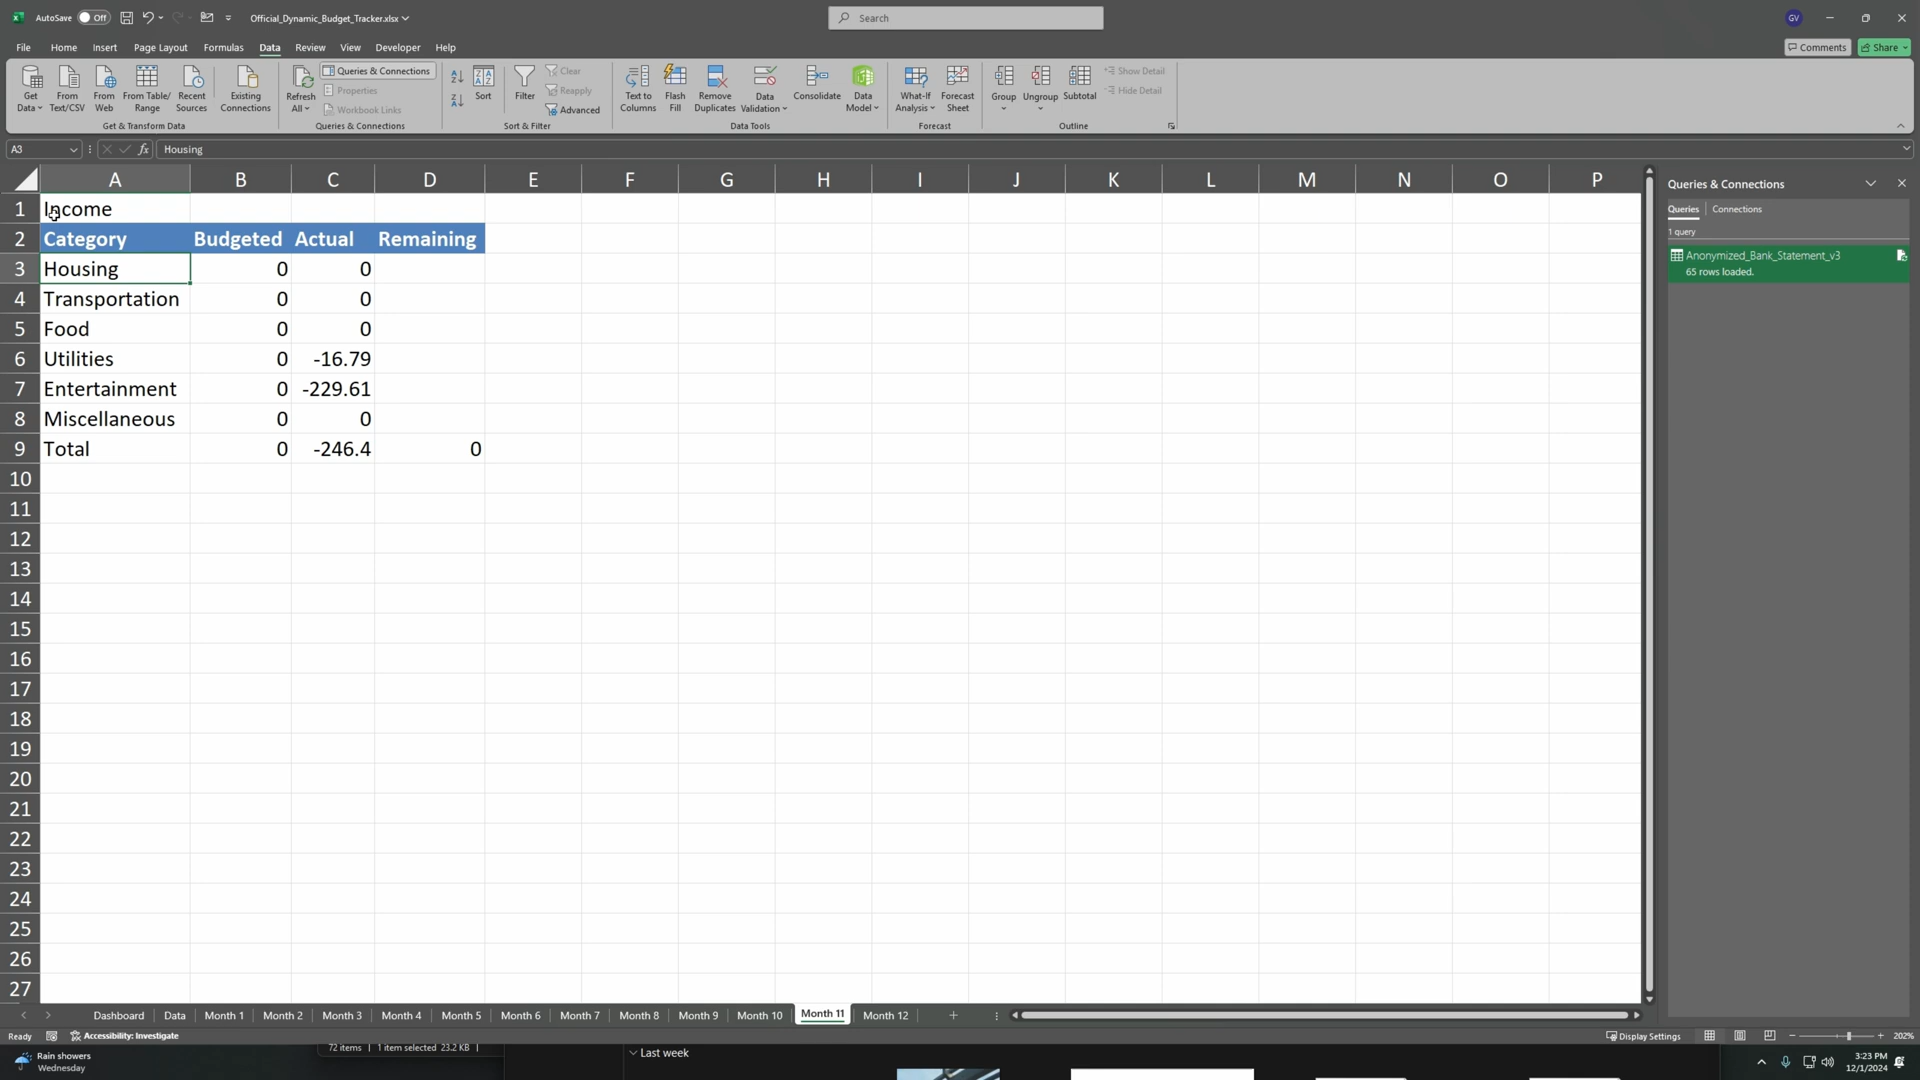 AutoSave Off Official_Dynamic_Budget_Tracker.xlsx Search GV
File Home Insert Page Layout Formulas Data Review View Developer Help Comments Share
Get Data From Text/CSV From Web From Table/Range Recent Sources Existing Connections Refresh All Queries & Connections Properties Workbook Links Sort Filter Clear Reapply Advanced Text to Columns Flash Fill Remove Duplicates Data Validation Consolidate Data Model What-If Analysis Forecast Sheet Group Ungroup Subtotal Show Detail Hide Detail
Get & Transform Data Queries & Connections Sort & Filter Data Tools Forecast Outline
A3 fx Housing
A B C D E F G H I J K L M N O P
1 Income
2 Category Budgeted Actual Remaining
3 Housing 0 0
4 Transportation 0 0
5 Food 0 0
6 Utilities 0 -16.79
7 Entertainment 0 -229.61
8 Miscellaneous 0 0
9 Total 0 -246.4 0
10
11
12
13
14
15
16
17
18
19
20
21
22
23
24
25
26
27
Queries & Connections
Queries Connections
1 query
Anonymized_Bank_Statement_v3
65 rows loaded.
Dashboard Data Month 1 Month 2 Month 3 Month 4 Month 5 Month 6 Month 7 Month 8 Month 9 Month 10 Month 11 Month 12
Ready Accessibility: Investigate Display Settings 202%
72 items 1 item selected 23.2 KB
Last week
Rain showers
Wednesday
3:23 PM
12/1/2024